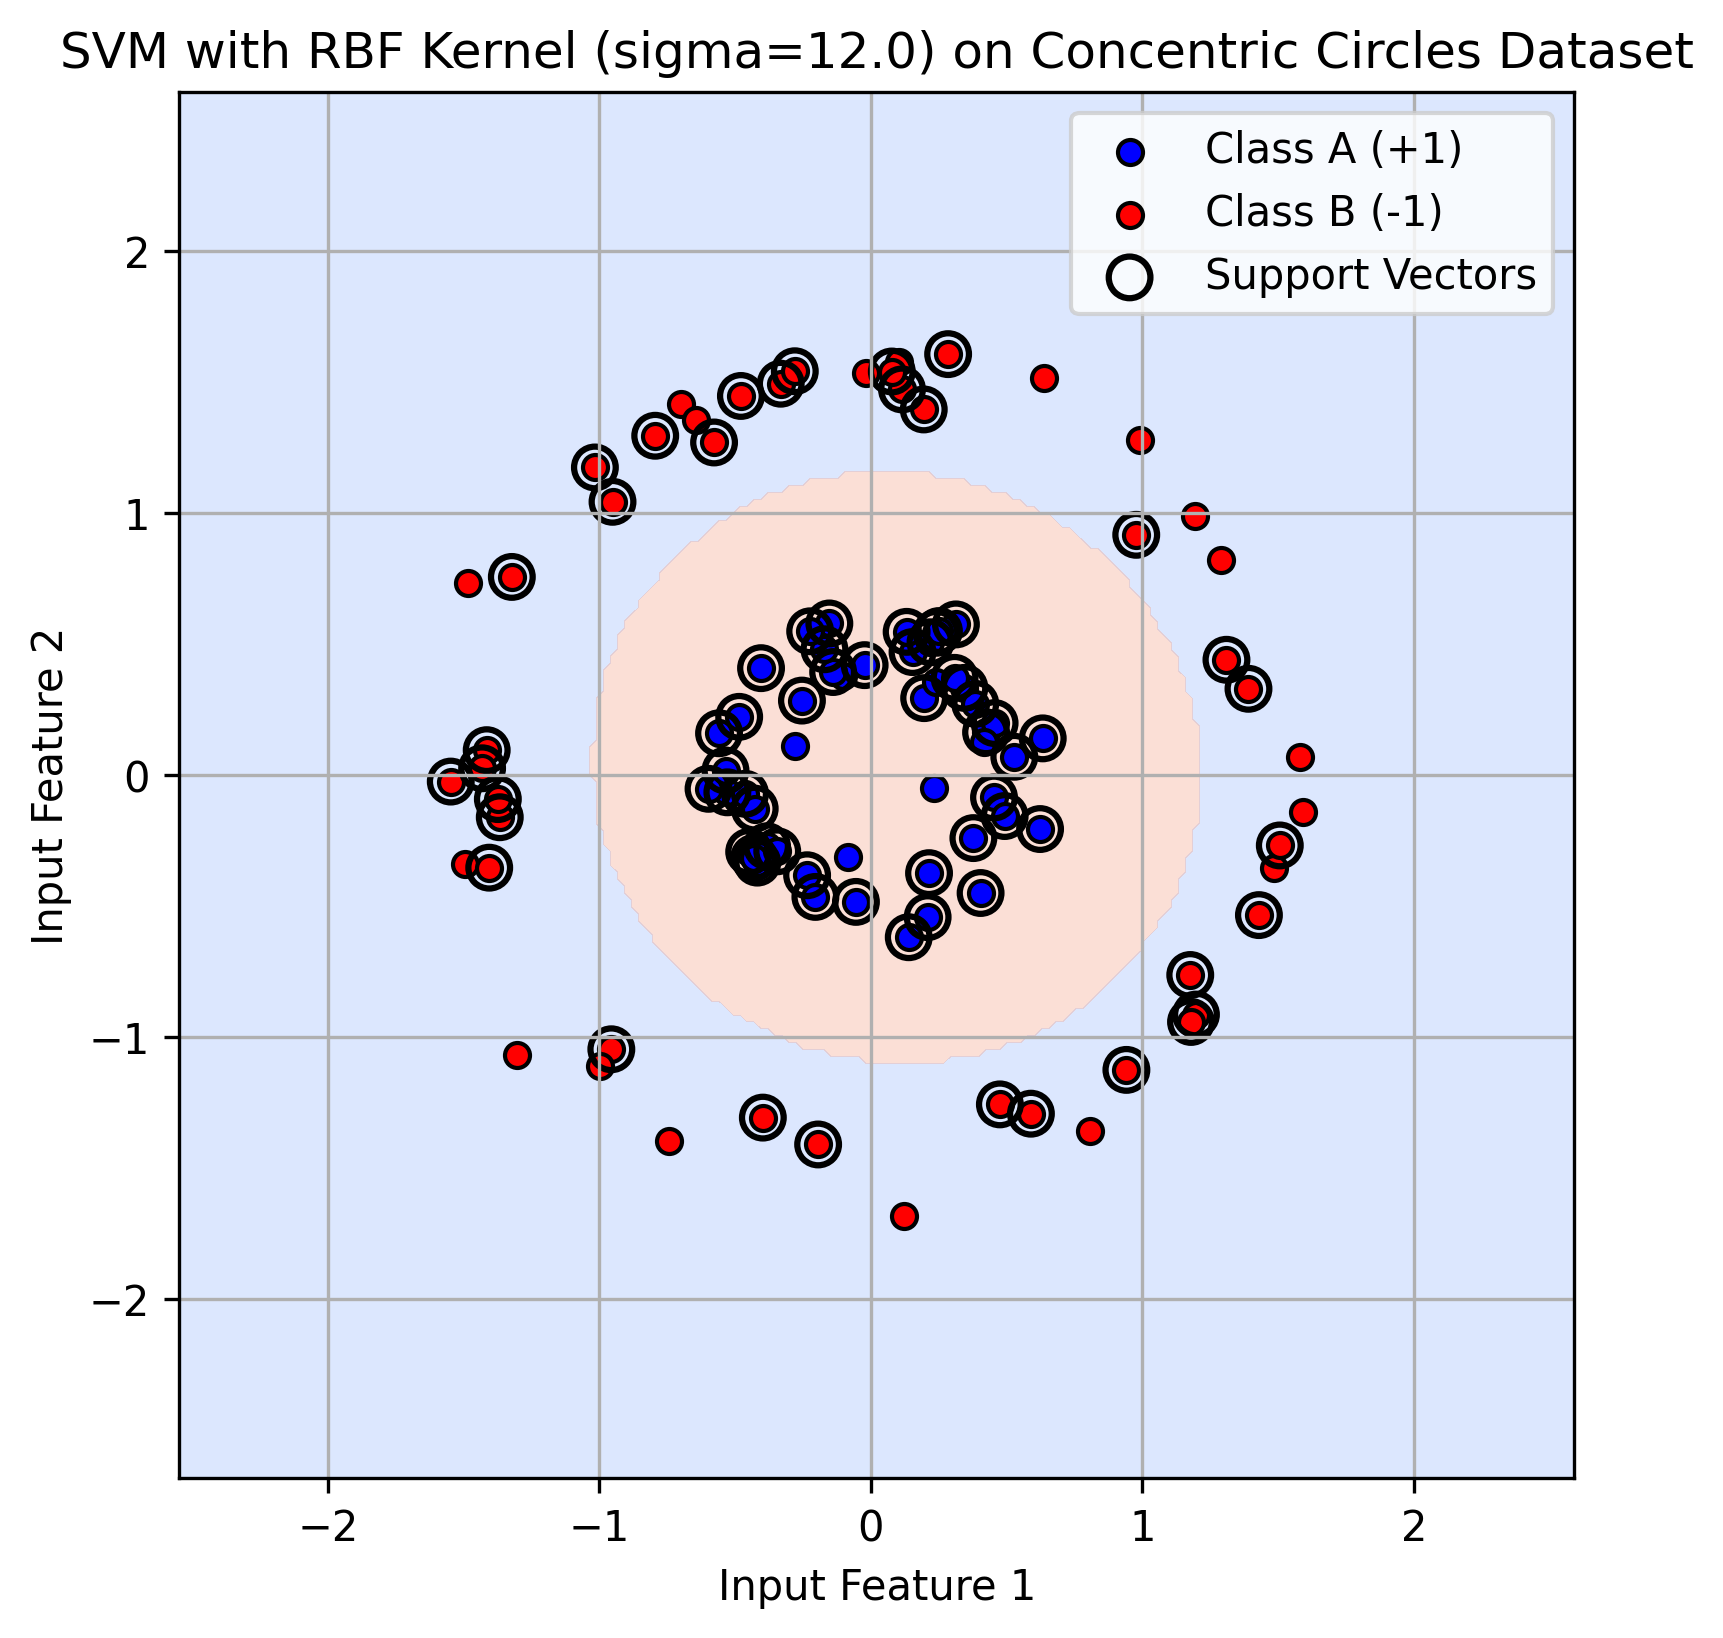 SVM with RBF Kernel (sigma=12.0) on Concentric Circles Dataset
Class A (+1)
Class B (-1)
Support Vectors
2
1
0
−1
−2
Input Feature 2
−2
−1
0
1
2
Input Feature 1